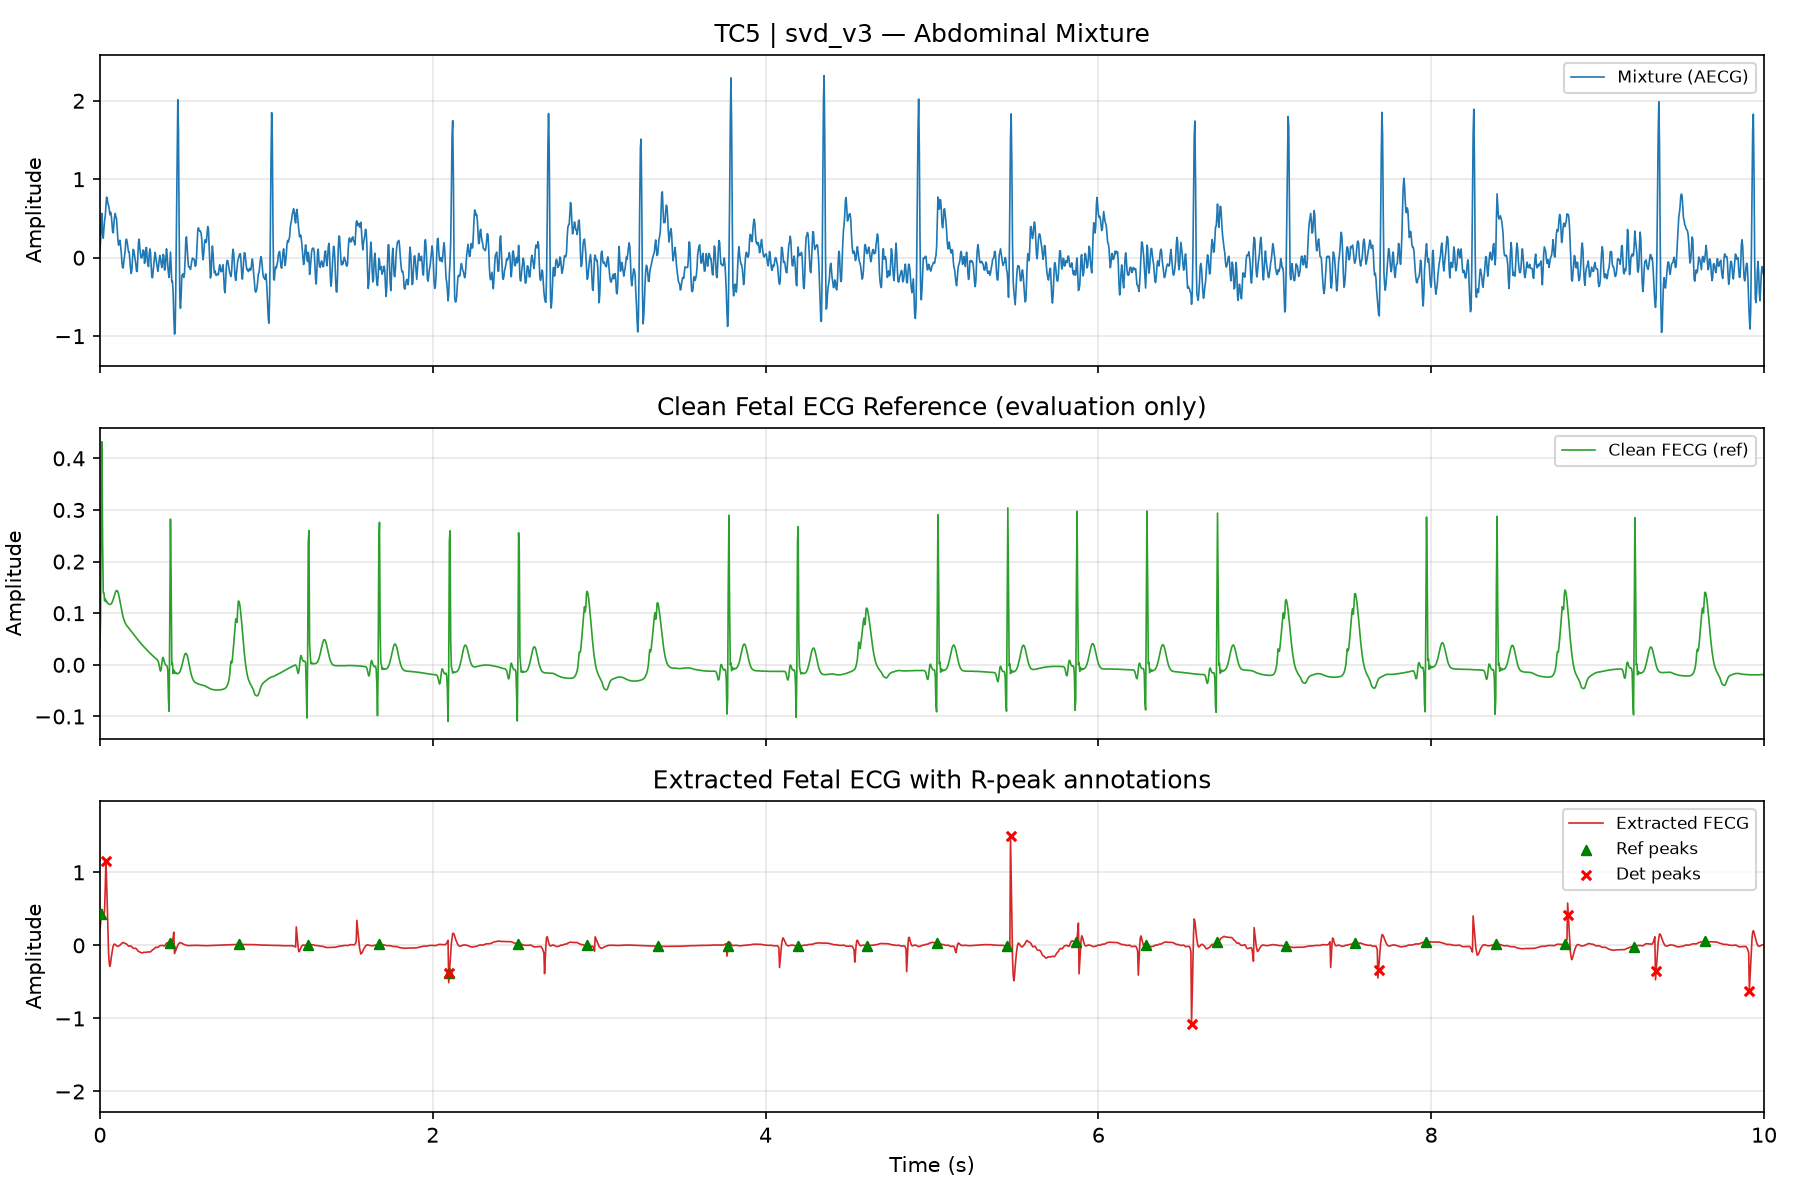 TC5 | svd_v3 — Abdominal Mixture
Mixture (AECG)
2
1
0
−1
Amplitude
Clean Fetal ECG Reference (evaluation only)
Clean FECG (ref)
0.4
0.3
0.2
0.1
0.0
−0.1
Amplitude
Extracted Fetal ECG with R-peak annotations
Extracted FECG
Ref peaks
Det peaks
1
0
−1
−2
Amplitude
0 2 4 6 8 10
Time (s)